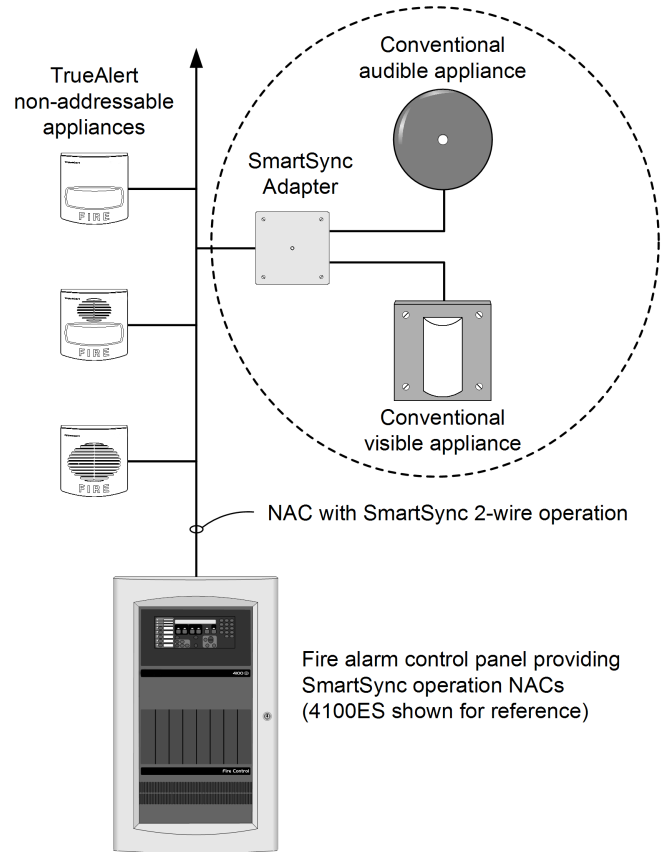 TrueAlert
non-addressable
appliances
Conventional
audible appliance
SmartSync
Adapter
FIRE
FIRE
FIRE
Conventional
visible appliance
NAC with SmartSync 2-wire operation
Fire alarm control panel providing
SmartSync operation NACs
(4100ES shown for reference)
Fire Control